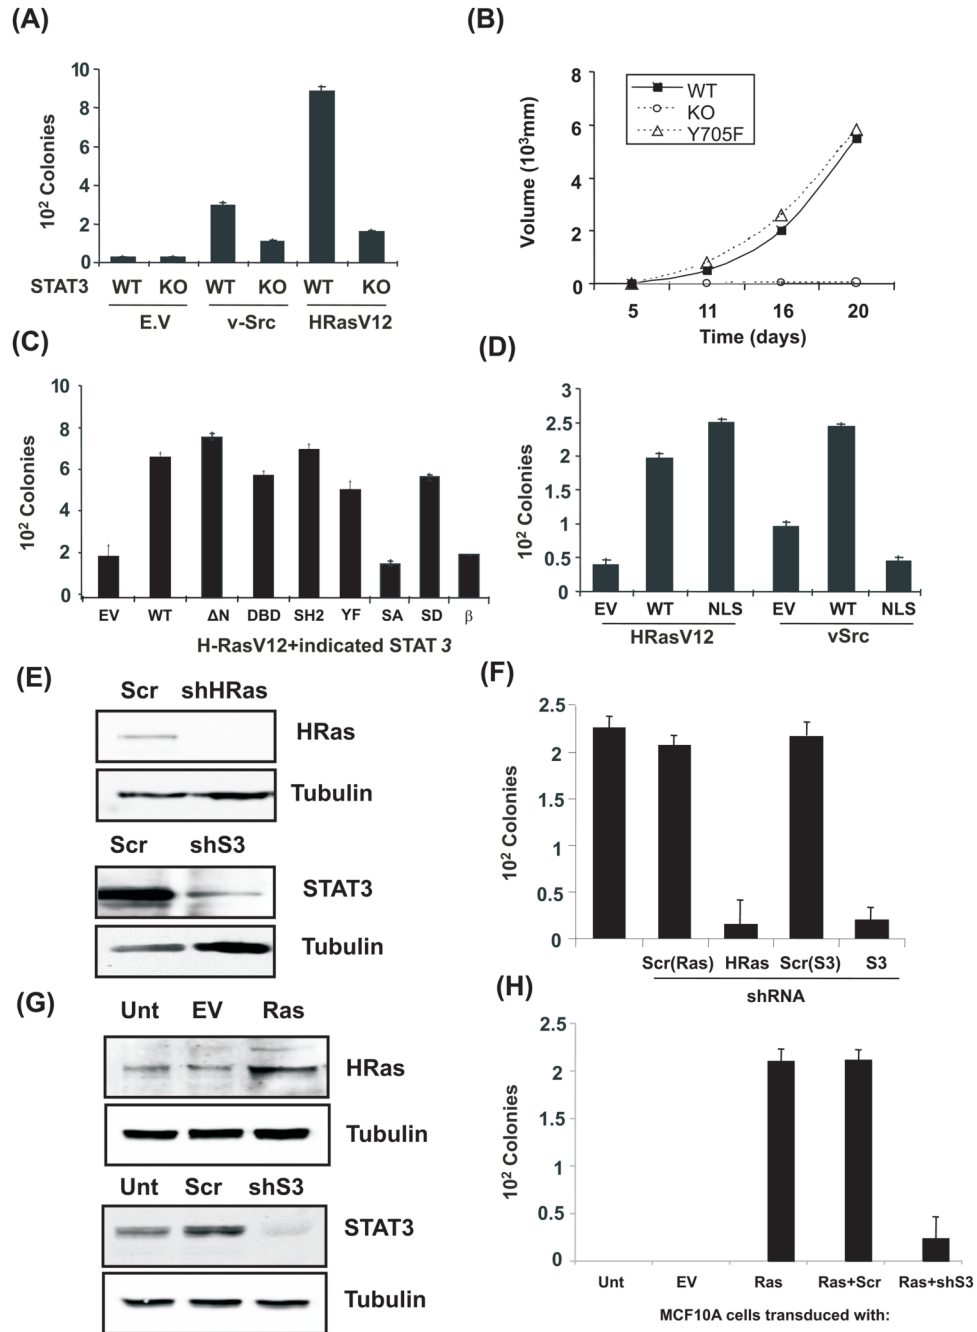 (A)
10² Colonies
10
8
6
4
2
0
STAT3 WT KO WT KO WT KO
E.V v-Src HRasV12
(B)
Volume (10³mm)
8
6
4
2
0
WT
KO
Y705F
5 11 16 20
Time (days)
(C)
10² Colonies
10
8
6
4
2
0
EV WT ΔN DBD SH2 YF SA SD β
H-RasV12+indicated STAT 3
(D)
10² Colonies
3
2.5
2
1.5
1
0.5
0
EV WT NLS EV WT NLS
HRasV12 vSrc
(E)
Scr shHRas
HRas
Tubulin
Scr shS3
STAT3
Tubulin
(F)
10² Colonies
2.5
2
1.5
1
0.5
0
Scr(Ras) HRas Scr(S3) S3
shRNA
(G)
Unt EV Ras
HRas
Tubulin
Unt Scr shS3
STAT3
Tubulin
(H)
10² Colonies
2.5
2
1.5
1
0.5
0
Unt EV Ras Ras+Scr Ras+shS3
MCF10A cells transduced with: